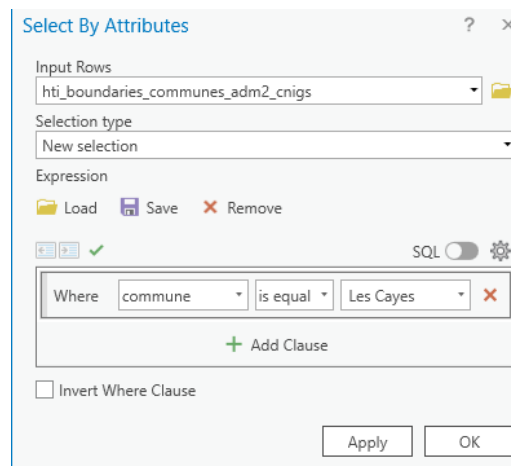 Select By Attributes ?
Input Rows
hti_boundaries_communes_adm2_cnigs
Selection type
New selection
Expression
Load Save Remove
SQL
Where commune is equal Les Cayes
Add Clause
Invert Where Clause
Apply OK